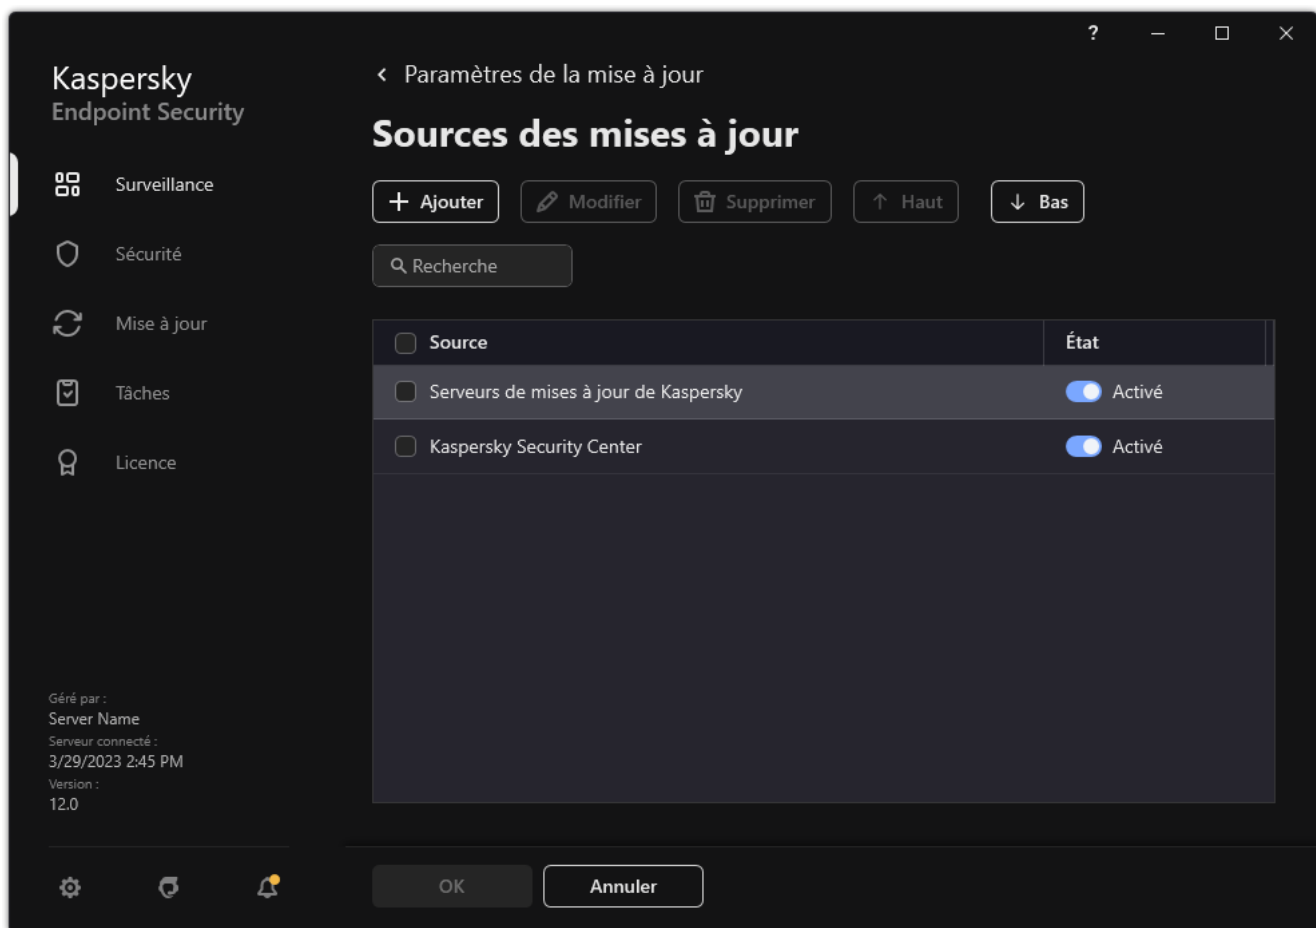 ?
Kaspersky
Endpoint Security
Paramètres de la mise à jour
Sources des mises à jour
Ajouter
Modifier
Supprimer
Haut
Bas
Recherche
Surveillance
Sécurité
Mise à jour
Tâches
Licence
Source État
Serveurs de mises à jour de Kaspersky Activé
Kaspersky Security Center Activé
Géré par :
Server Name
Serveur connecté :
3/29/2023 2:45 PM
Version :
12.0
OK
Annuler